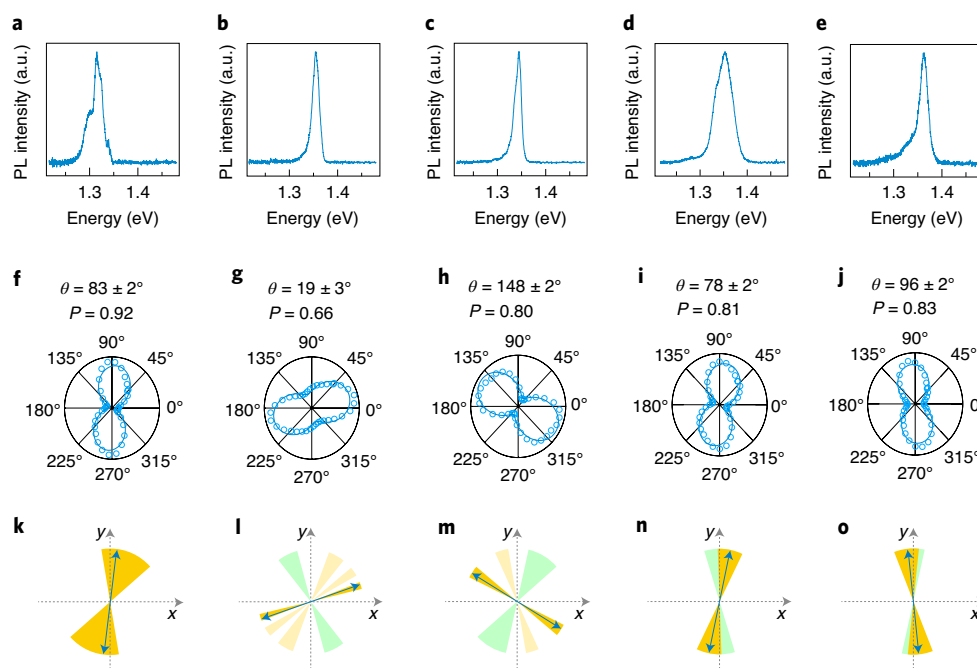 a b c d e
PL intensity (a.u.) PL intensity (a.u.) PL intensity (a.u.) PL intensity (a.u.) PL intensity (a.u.)
1.3 1.4 1.3 1.4 1.3 1.4 1.3 1.4 1.3 1.4
Energy (eV) Energy (eV) Energy (eV) Energy (eV) Energy (eV)
f g h i j
θ = 83 ± 2° θ = 19 ± 3° θ = 148 ± 2° θ = 78 ± 2° θ = 96 ± 2°
P = 0.92 P = 0.66 P = 0.80 P = 0.81 P = 0.83
90° 90° 90° 90° 90°
135° 45° 135° 45° 135° 45° 135° 45° 135° 45°
180° 0° 180° 0° 180° 0° 180° 0° 180° 0°
225° 315° 225° 315° 225° 315° 225° 315° 225° 315°
270° 270° 270° 270° 270°
k l m n o
y y y y y
x x x x x